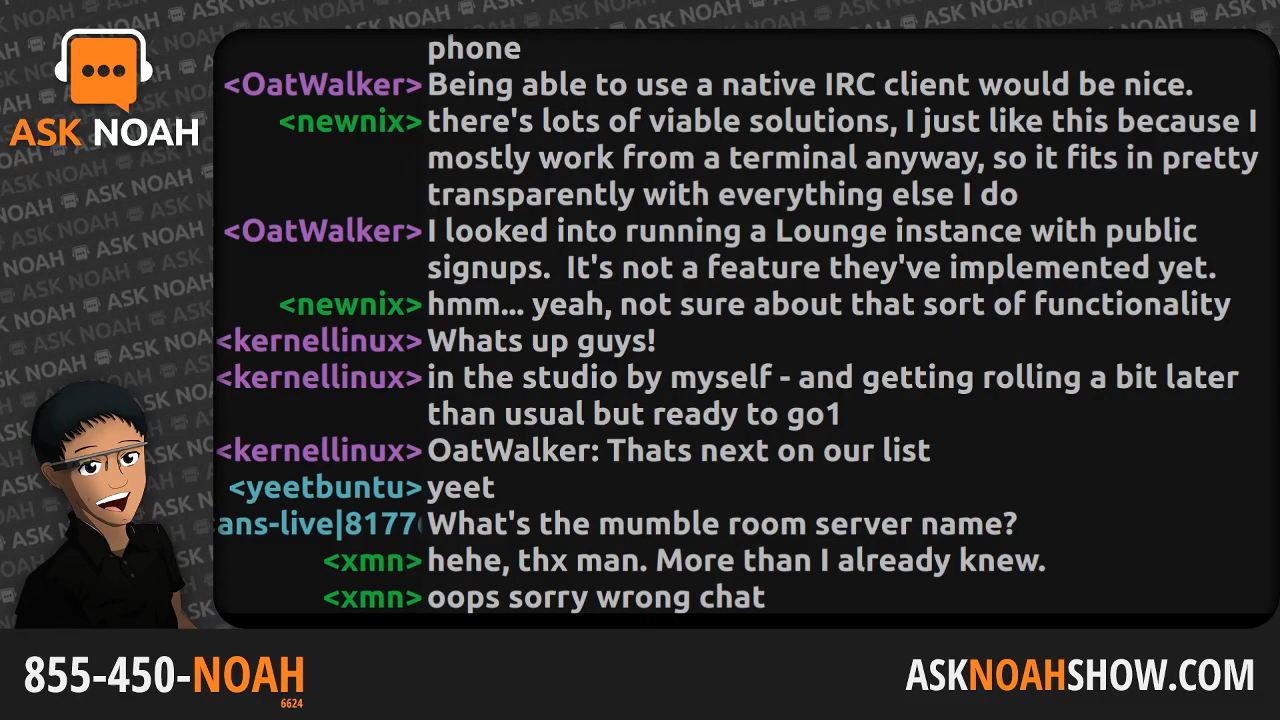 ASK NOAH
phone
<OatWalker> Being able to use a native IRC client would be nice.
<newnix> there's lots of viable solutions, I just like this because I
mostly work from a terminal anyway, so it fits in pretty
transparently with everything else I do
<OatWalker> I looked into running a Lounge instance with public
signups.  It's not a feature they've implemented yet.
<newnix> hmm... yeah, not sure about that sort of functionality
<kernellinux> Whats up guys!
<kernellinux> in the studio by myself - and getting rolling a bit later
than usual but ready to go1
<kernellinux> OatWalker: Thats next on our list
<yeetbuntu> yeet
ans-live|8177 What's the mumble room server name?
<xmn> hehe, thx man. More than I already knew.
<xmn> oops sorry wrong chat
855-450-NOAH
6624
ASKNOAHSHOW.COM